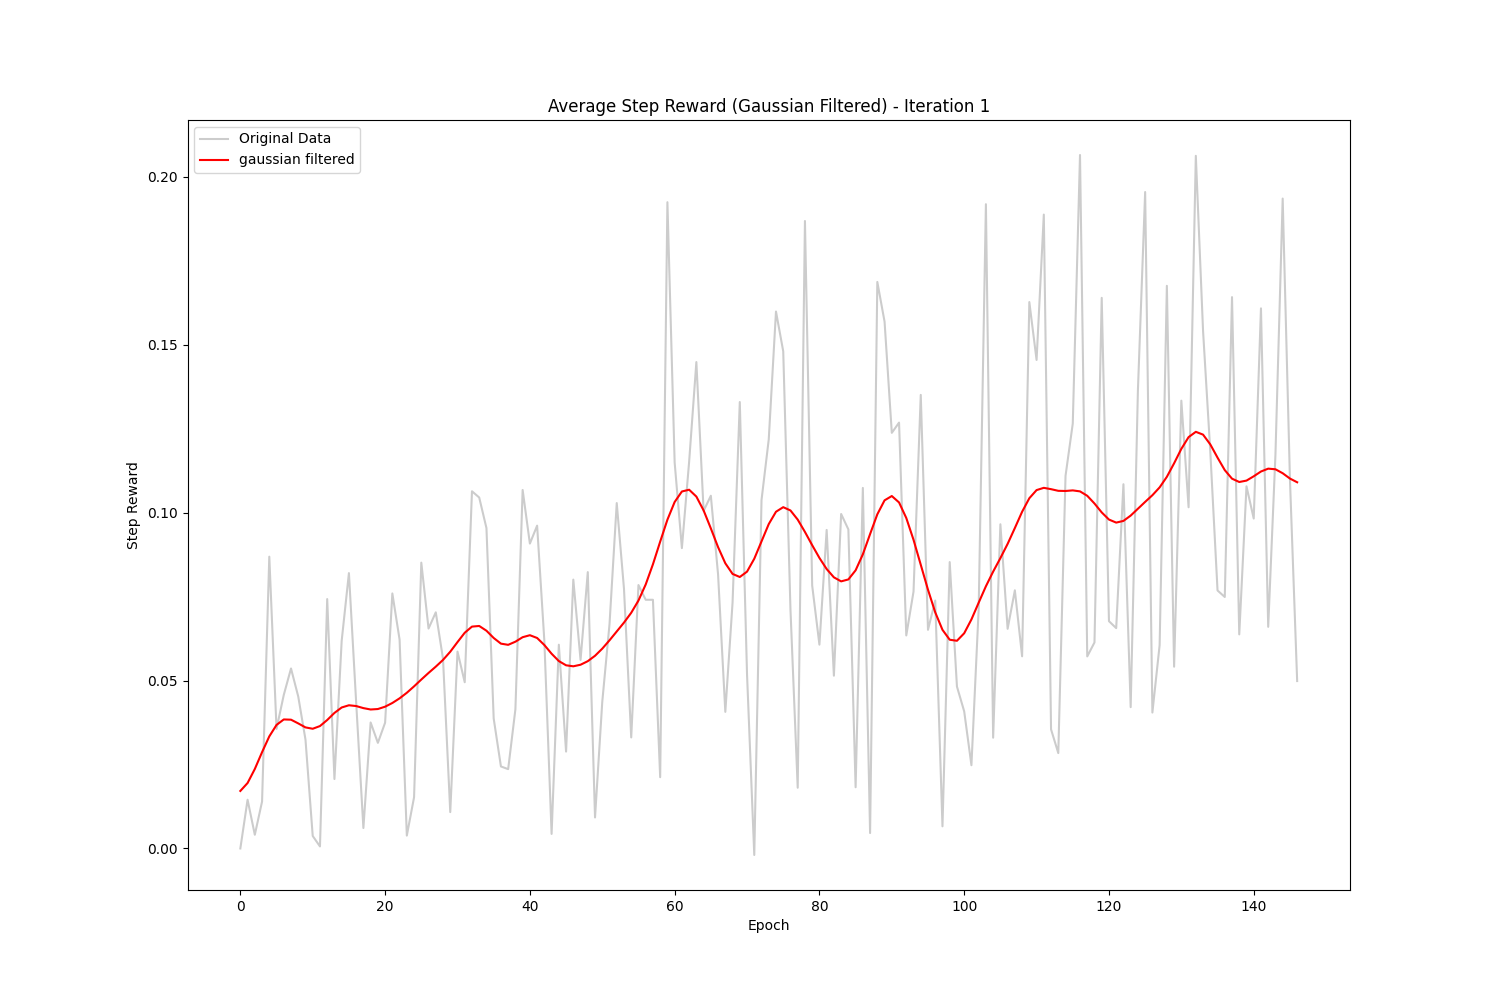 Average Step Reward (Gaussian Filtered) - Iteration 1
Original Data
gaussian filtered
0.20
0.15
0.10
0.05
0.00
Step Reward
0 20 40 60 80 100 120 140
Epoch